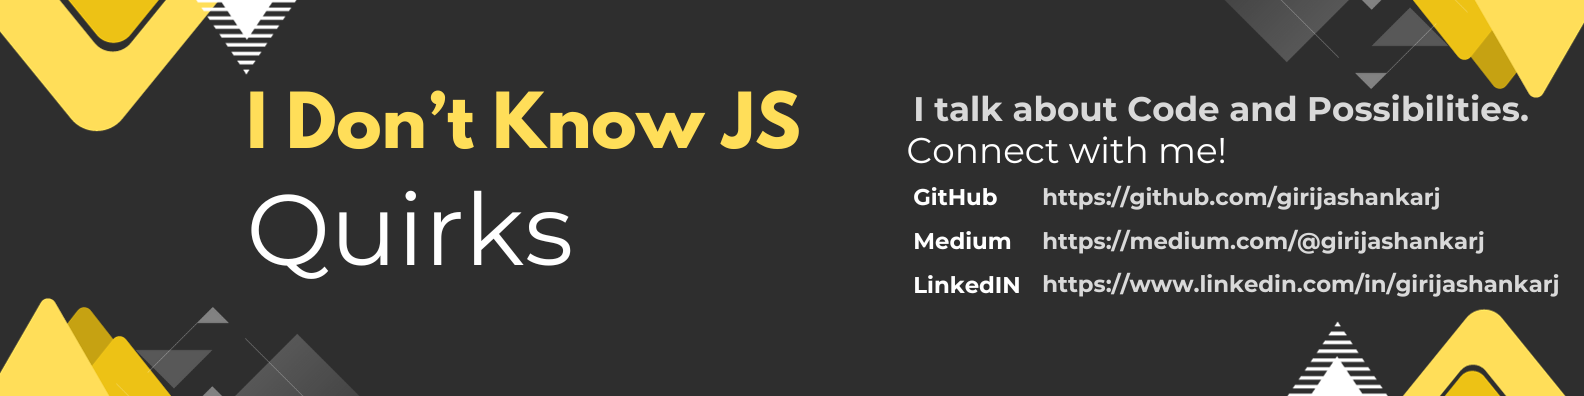 I Don’t Know JS
Quirks
I talk about Code and Possibilities.
Connect with me!
GitHub https://github.com/girijashankarj
Medium https://medium.com/@girijashankarj
LinkedIN https://www.linkedin.com/in/girijashankarj